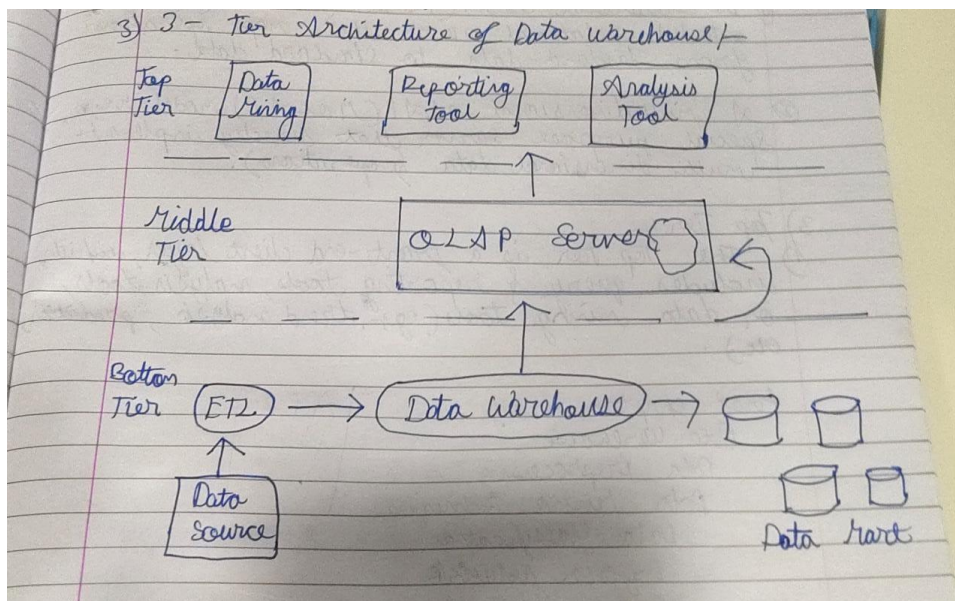 3) 3 - Tier Architecture of Data Warehouse :-
Top
Tier
Data
Mining
Reporting
Tool
Analysis
Tool
Middle
Tier
OLAP Server
Bottom
Tier
ETL
Data Warehouse
Data
Source
Data Mart